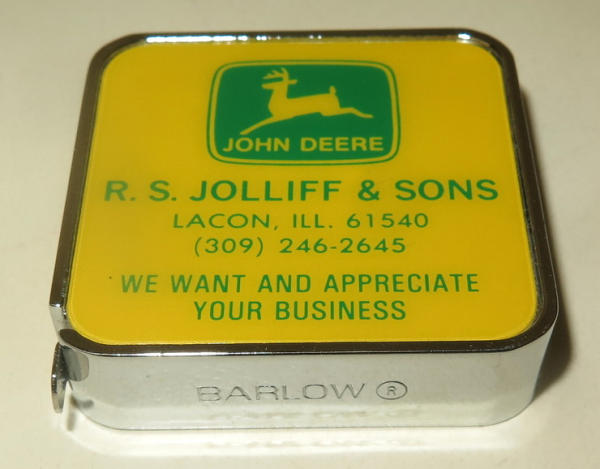 JOHN DEERE
R. S. JOLLIFF & SONS
LACON, ILL. 61540
(309) 246-2645
WE WANT AND APPRECIATE
YOUR BUSINESS
BARLOW ®